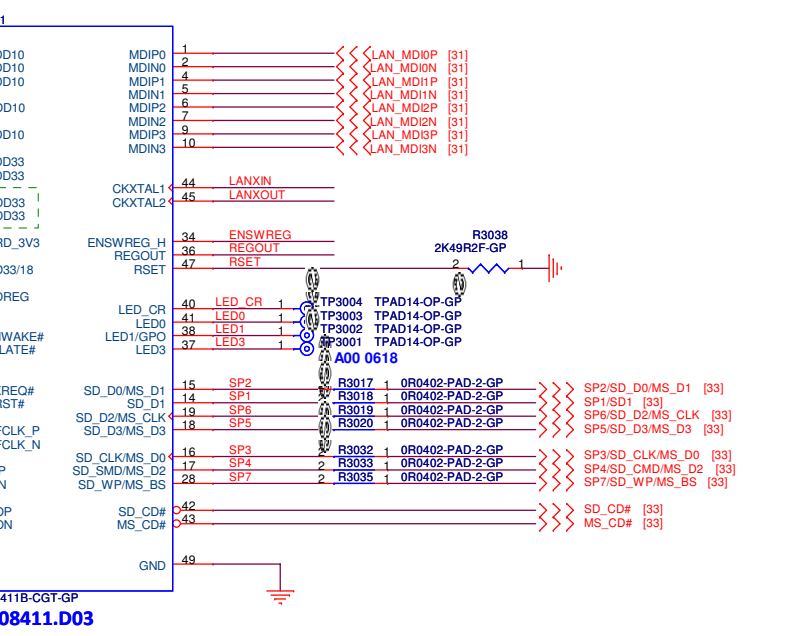 1
DD10 MDIP0 1 LAN_MDI0P [31]
DD10 MDIN0 2 LAN_MDI0N [31]
DD10 MDIP1 4 LAN_MDI1P [31]
MDIN1 5 LAN_MDI1N [31]
DD10 MDIP2 6 LAN_MDI2P [31]
MDIN2 7 LAN_MDI2N [31]
DD10 MDIP3 9 LAN_MDI3P [31]
MDIN3 10 LAN_MDI3N [31]
DD33
DD33 CKXTAL1 44 LANXIN
DD33 CKXTAL2 45 LANXOUT
DD33
RD_3V3 ENSWREG_H 34 ENSWREG R3038
REGOUT 36 REGOUT 2K49R2F-GP
D33/18 RSET 47 RSET 2 1
OREG
LED_CR 40 LED_CR 1 TP3004 TPAD14-OP-GP
LED0 41 LED0 1 TP3003 TPAD14-OP-GP
WAKE# LED1/GPO 38 LED1 1 TP3002 TPAD14-OP-GP
LATE# LED3 37 LED3 1 TP3001 TPAD14-OP-GP
A00 0618
REQ# SD_D0/MS_D1 15 SP2 R3017 1 0R0402-PAD-2-GP SP2/SD_D0/MS_D1 [33]
RST# SD_D1 14 SP1 R3018 1 0R0402-PAD-2-GP SP1/SD1 [33]
SD_D2/MS_CLK 19 SP6 R3019 1 0R0402-PAD-2-GP SP6/SD_D2/MS_CLK [33]
FCLK_P SD_D3/MS_D3 18 SP5 R3020 1 0R0402-PAD-2-GP SP5/SD_D3/MS_D3 [33]
FCLK_N
SD_CLK/MS_D0 16 SP3 2 R3032 1 0R0402-PAD-2-GP SP3/SD_CLK/MS_D0 [33]
P SD_SMD/MS_D2 17 SP4 2 R3033 1 0R0402-PAD-2-GP SP4/SD_CMD/MS_D2 [33]
N SD_WP/MS_BS 28 SP7 2 R3035 1 0R0402-PAD-2-GP SP7/SD_WP/MS_BS [33]
OP SD_CD# 42 SD_CD# [33]
ON MS_CD# 43 MS_CD# [33]
GND 49
411B-CGT-GP
08411.D03